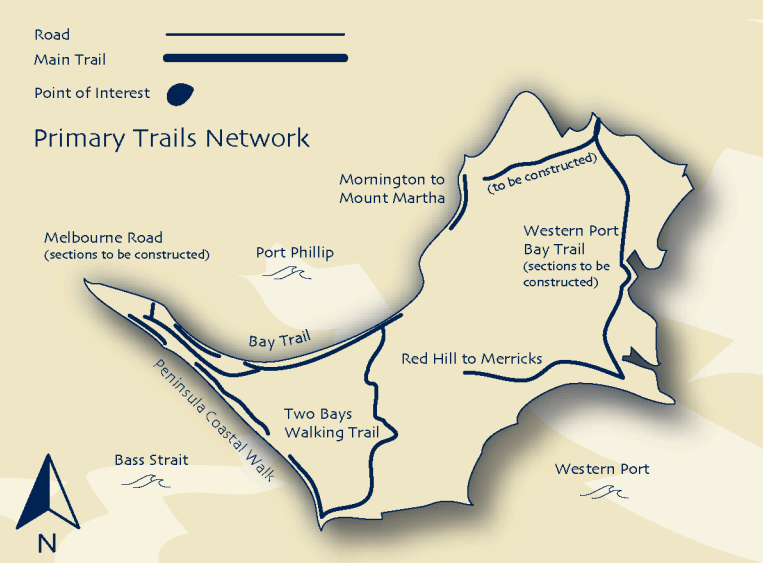 Road
Main Trail
Point of Interest
Primary Trails Network
Mornington to
Mount Martha
(to be constructed)
Melbourne Road
(sections to be constructed)
Port Phillip
Western Port
Bay Trail
(sections to be
constructed)
Bay Trail
Red Hill to Merricks
Peninsula Coastal Walk
Two Bays
Walking Trail
Bass Strait
Western Port
N